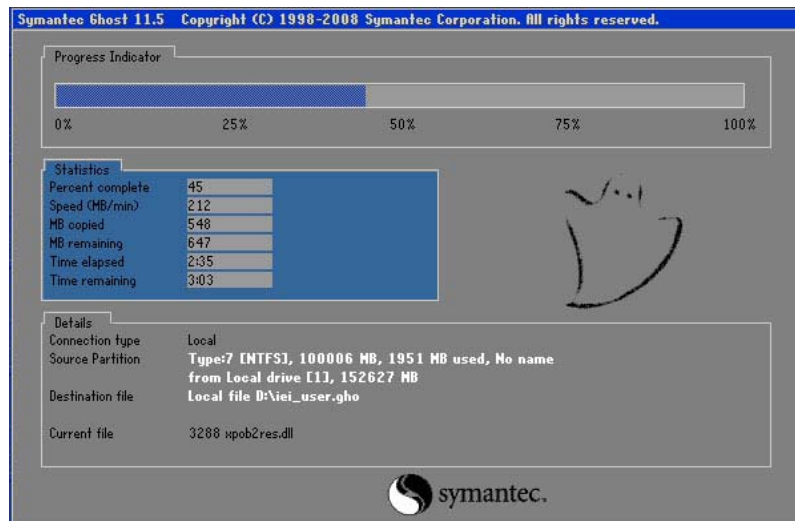 Symantec Ghost 11.5 Copyright (C) 1998-2008 Symantec Corporation. All rights reserved.
Progress Indicator
0% 25% 50% 75% 100%
Statistics
Percent complete 45
Speed (MB/min) 212
MB copied 548
MB remaining 647
Time elapsed 2:35
Time remaining 3:03
Details
Connection type Local
Source Partition Type:7 [NTFS], 100006 MB, 1951 MB used, No name
from Local drive [1], 152627 MB
Destination file Local file D:\iei_user.gho
Current file 3288 xpob2res.dll
symantec.